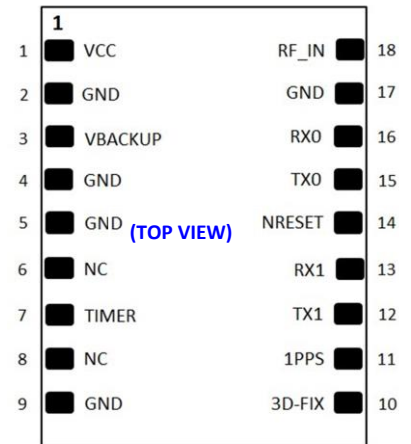 1
1 VCC RF_IN 18
2 GND GND 17
3 VBACKUP RX0 16
4 GND TX0 15
5 GND (TOP VIEW) NRESET 14
6 NC RX1 13
7 TIMER TX1 12
8 NC 1PPS 11
9 GND 3D-FIX 10